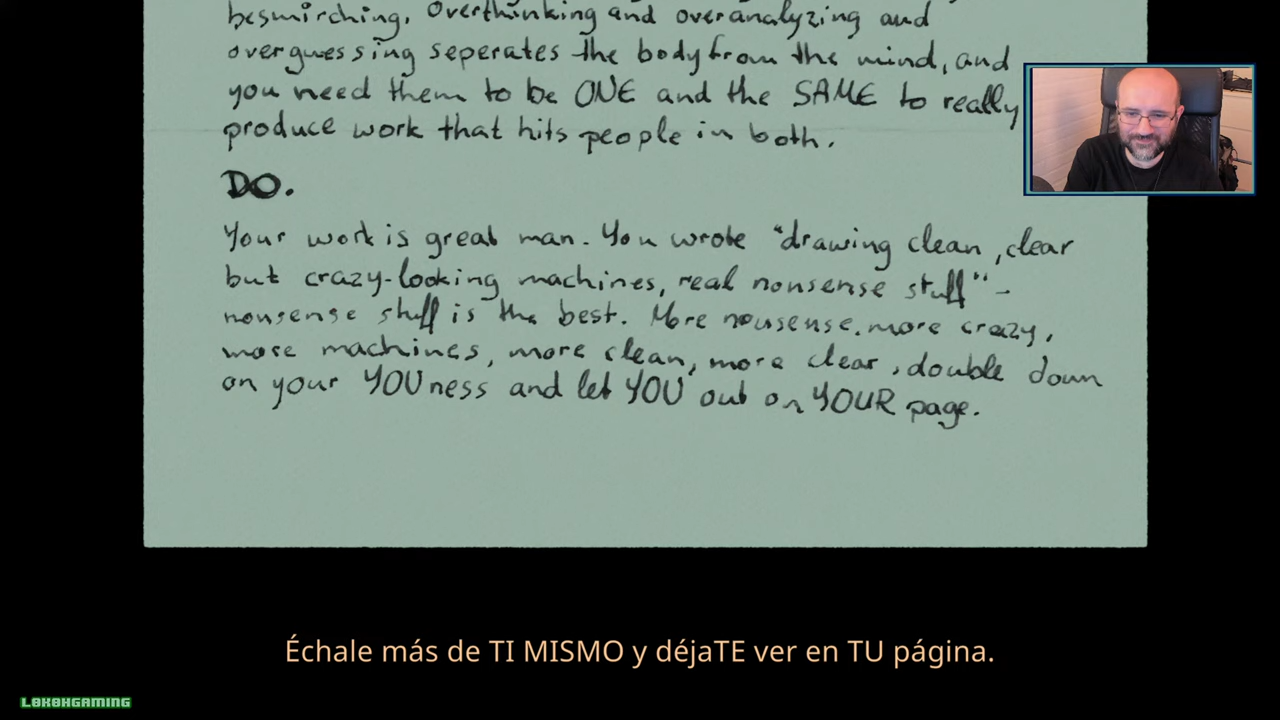 besmirching. Overthinking and overanalyzing and
overguessing seperates the body from the mind, and
you need them to be ONE and the SAME to really
produce work that hits people in both.
DO.
Your work is great man. You wrote "drawing clean, clear
but crazy-looking machines, real nonsense stuff" -
nonsense stuff is the best. More nousense. more crazy,
more machines, more clean, more clear, double down
on your YOUness and let YOU out on YOUR page.
Échale más de TI MISMO y déjaTE ver en TU página.
L0K0XGAMING